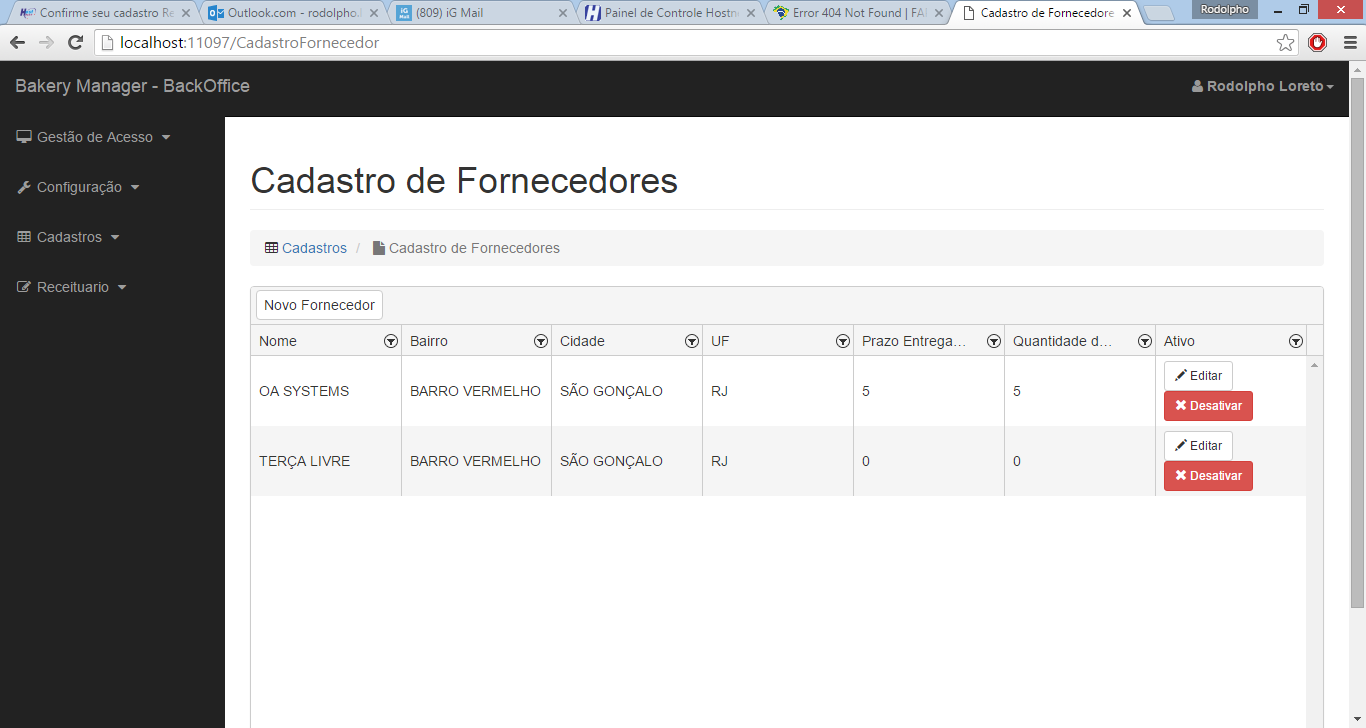 Confirme seu cadastro Re
Outlook.com - rodolpho.
(809) iG Mail
Painel de Controle Hostn
Error 404 Not Found | FA
Cadastro de Fornecedore
Rodolpho
localhost:11097/CadastroFornecedor
Bakery Manager - BackOffice
Rodolpho Loreto
Gestão de Acesso
Configuração
Cadastros
Receituario
Cadastro de Fornecedores
Cadastros / Cadastro de Fornecedores
Novo Fornecedor
Nome Bairro Cidade UF Prazo Entrega... Quantidade d... Ativo
OA SYSTEMS BARRO VERMELHO SÃO GONÇALO RJ 5 5 Editar
Desativar
TERÇA LIVRE BARRO VERMELHO SÃO GONÇALO RJ 0 0 Editar
Desativar